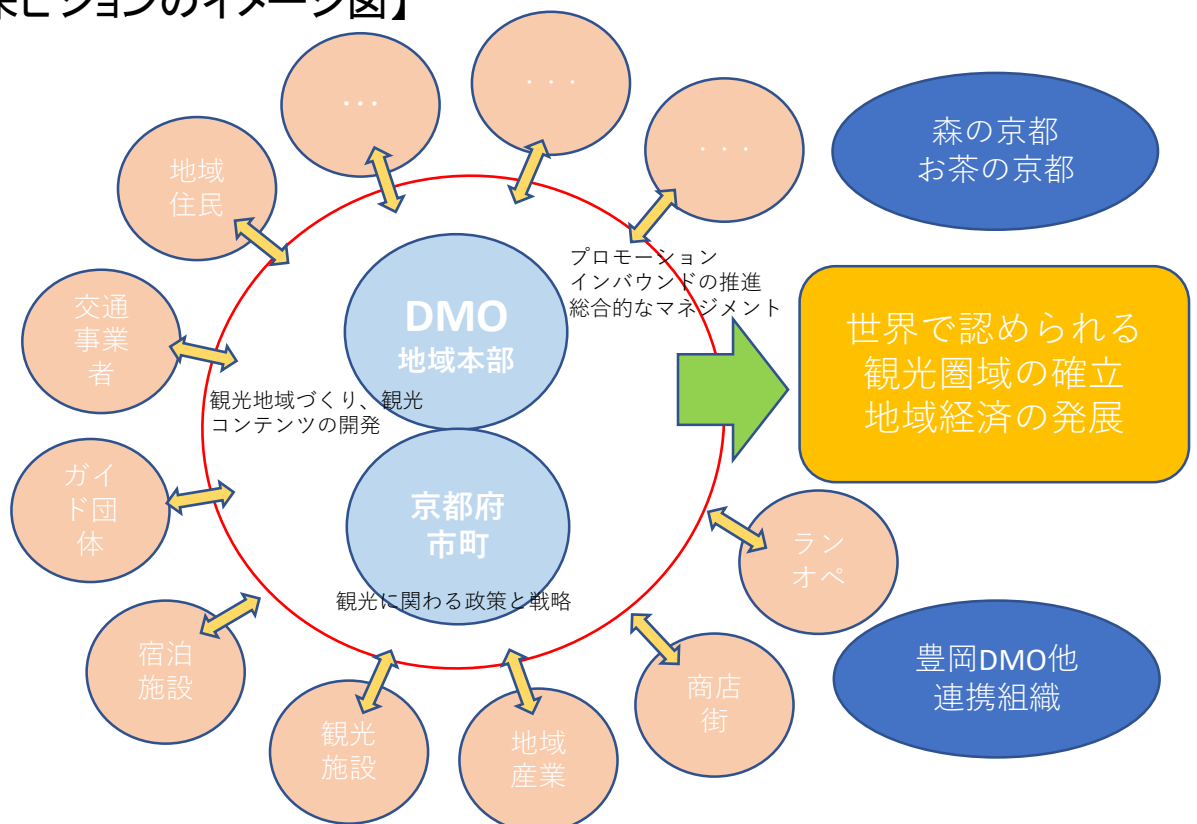 ビジョンのイメージ図】
・・・
・・・
・・・
地域
住民
森の京都
お茶の京都
プロモーション
インバウンドの推進
総合的なマネジメント
DMO
地域本部
交通
事業
者
世界で認められる
観光圏域の確立
地域経済の発展
観光地域づくり、観光
コンテンツの開発
ガイ
ド団
体
京都府
市町
ラン
オペ
観光に関わる政策と戦略
宿泊
施設
豊岡DMO他
連携組織
商店
街
観光
施設
地域
産業